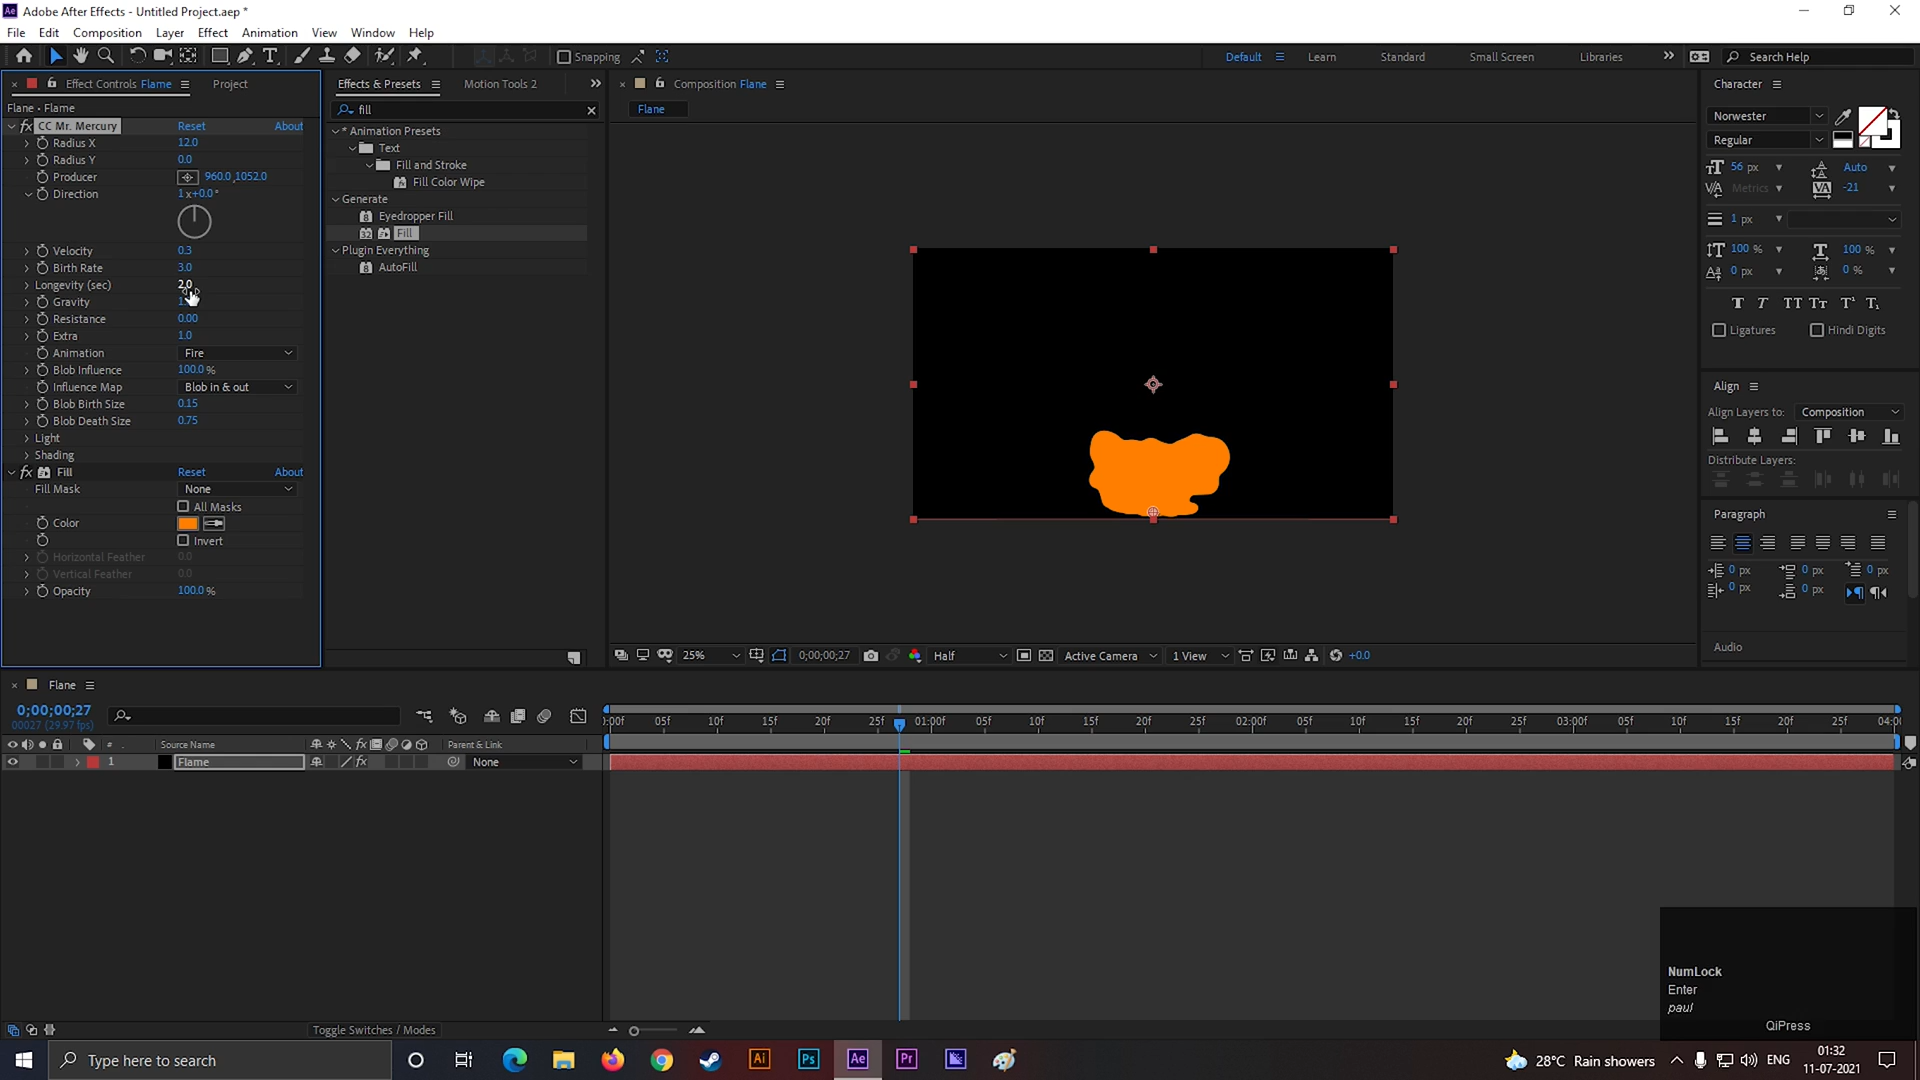 Adobe After Effects - Untitled Project.aep *
File Edit Composition Layer Effect Animation View Window Help
Snapping
Default Learn Standard Small Screen Libraries Search Help
Effect Controls Flame Project
Flane • Flame
CC Mr. Mercury Reset About
Radius X 12.0
Radius Y 0.0
Producer 960.0,1052.0
Direction 1x+0.0°
Velocity 0.3
Birth Rate 3.0
Longevity (sec) 2.0
Gravity
Resistance 0.00
Extra 1.0
Animation Fire
Blob Influence 100.0 %
Influence Map Blob in & out
Blob Birth Size 0.15
Blob Death Size 0.75
Light
Shading
Fill Reset About
Fill Mask None
All Masks
Color
Invert
Horizontal Feather 0.0
Vertical Feather 0.0
Opacity 100.0 %
Effects & Presets Motion Tools 2
fill
* Animation Presets
Text
Fill and Stroke
Fill Color Wipe
Generate
Eyedropper Fill
32 Fill
Plugin Everything
8 AutoFill
Composition Flane
Flane
25% 0;00;00;27 Half Active Camera 1 View +0.0
Character
Norwester
Regular
56 px Auto
Metrics -21
1 px
100 % 100 %
0 px 0 %
Ligatures Hindi Digits
Align
Align Layers to: Composition
Distribute Layers:
Paragraph
0 px 0 px 0 px
0 px 0 px
Audio
Flane
0;00;00;27
00027 (29.97 fps)
:00f 05f 10f 15f 20f 25f 01:00f 05f 10f 15f 20f 25f 02:00f 05f 10f 15f 20f 25f 03:00f 05f 10f 15f 20f 25f 04:0
# Source Name Parent & Link
1 Flame None
Toggle Switches / Modes
NumLock
Enter
paul
QiPress
Type here to search
Ai Ps Ae Pr
28°C Rain showers ENG 01:32
11-07-2021